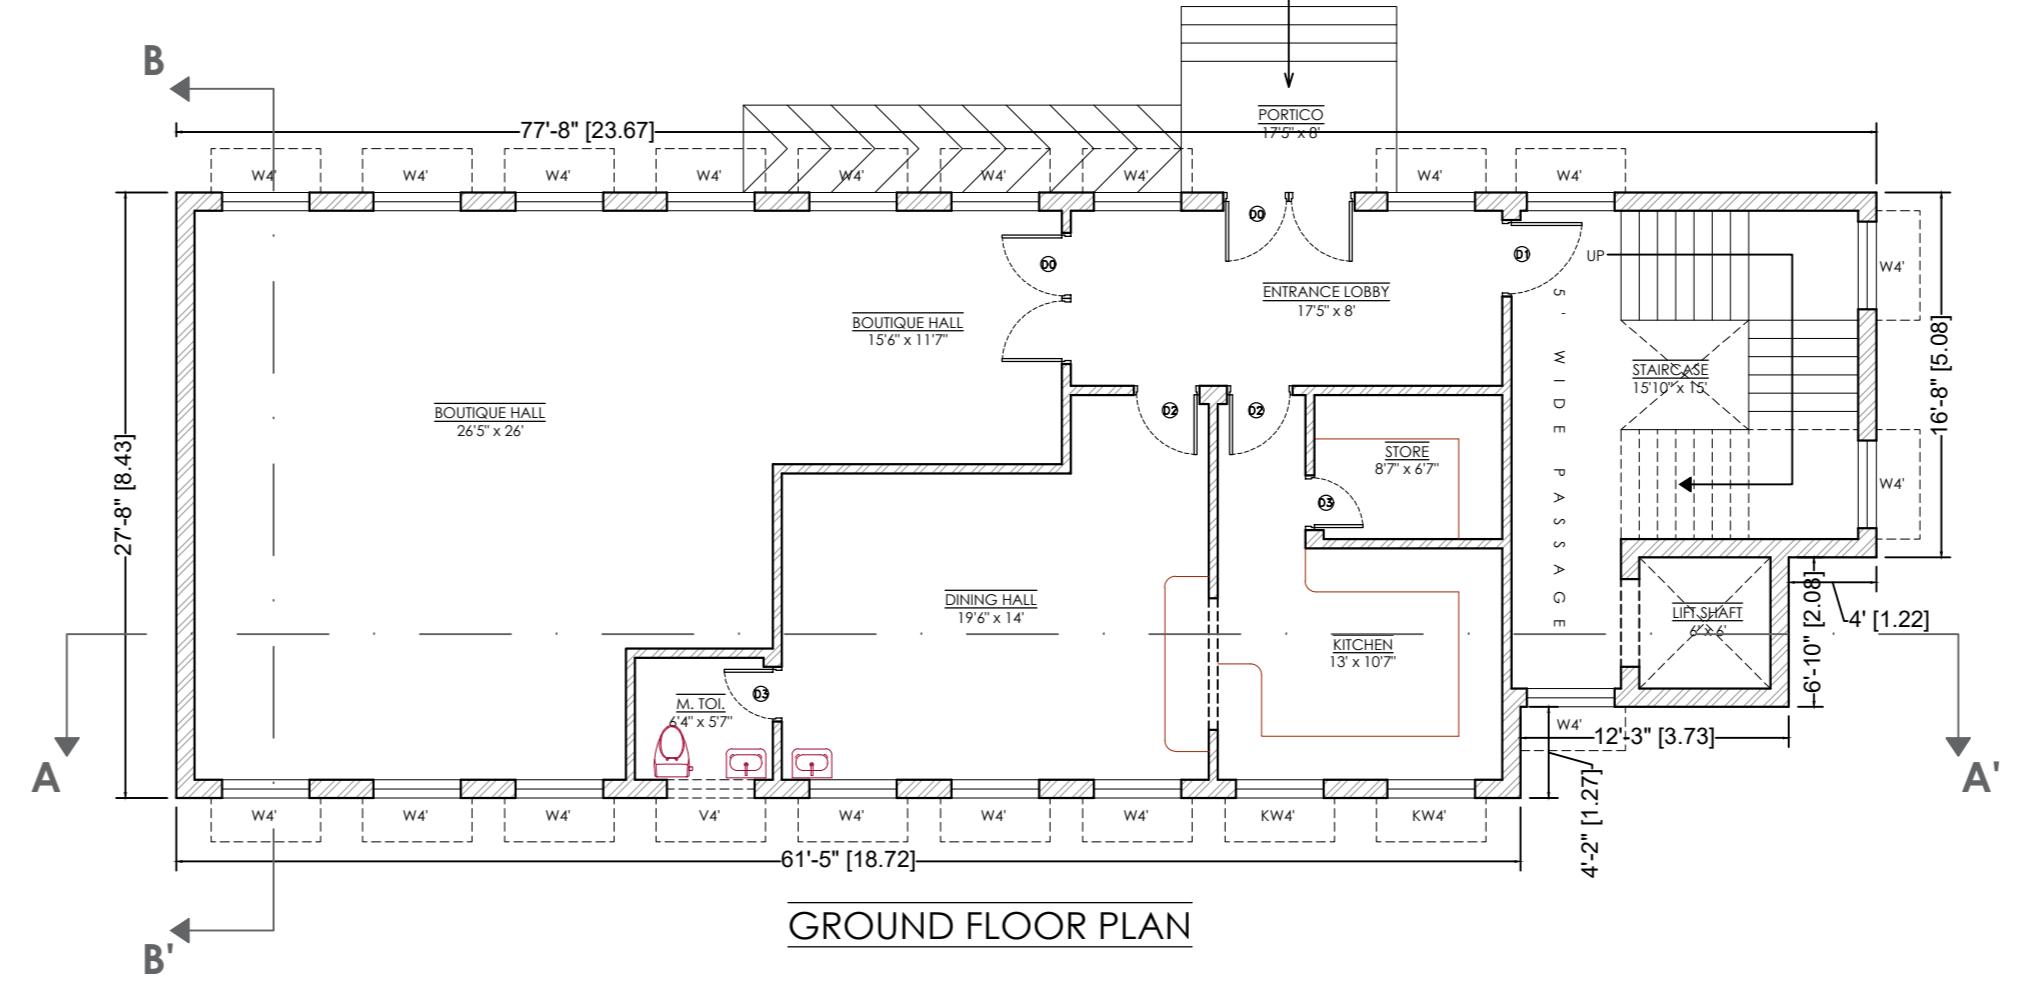 B
77'-8" [23.67]
PORTICO
17'5" x 8'
W4'
W4'
W4'
W4'
W4'
W4'
W4'
W4'
W4'
D0
D0
D1
UP
W4'
ENTRANCE LOBBY
17'5" x 8'
BOUTIQUE HALL
15'6" x 11'7"
5' WIDE PASSAGE
STAIRCASE
15'10" x 15'
16'-8" [5.08]
BOUTIQUE HALL
26'5" x 26'
27'-8" [8.43]
D2
D2
STORE
8'7" x 6'7"
W4'
D3
DINING HALL
19'6" x 14'
LIFT SHAFT
6' x 6'
6'-10" [2.08]
4' [1.22]
KITCHEN
13' x 10'7"
D3
M. TOI.
6'4" x 5'7"
W4'
12'-3" [3.73]
A
A'
W4'
W4'
W4'
V4'
W4'
W4'
W4'
KW4'
KW4'
4'-2" [1.27]
61'-5" [18.72]
GROUND FLOOR PLAN
B'